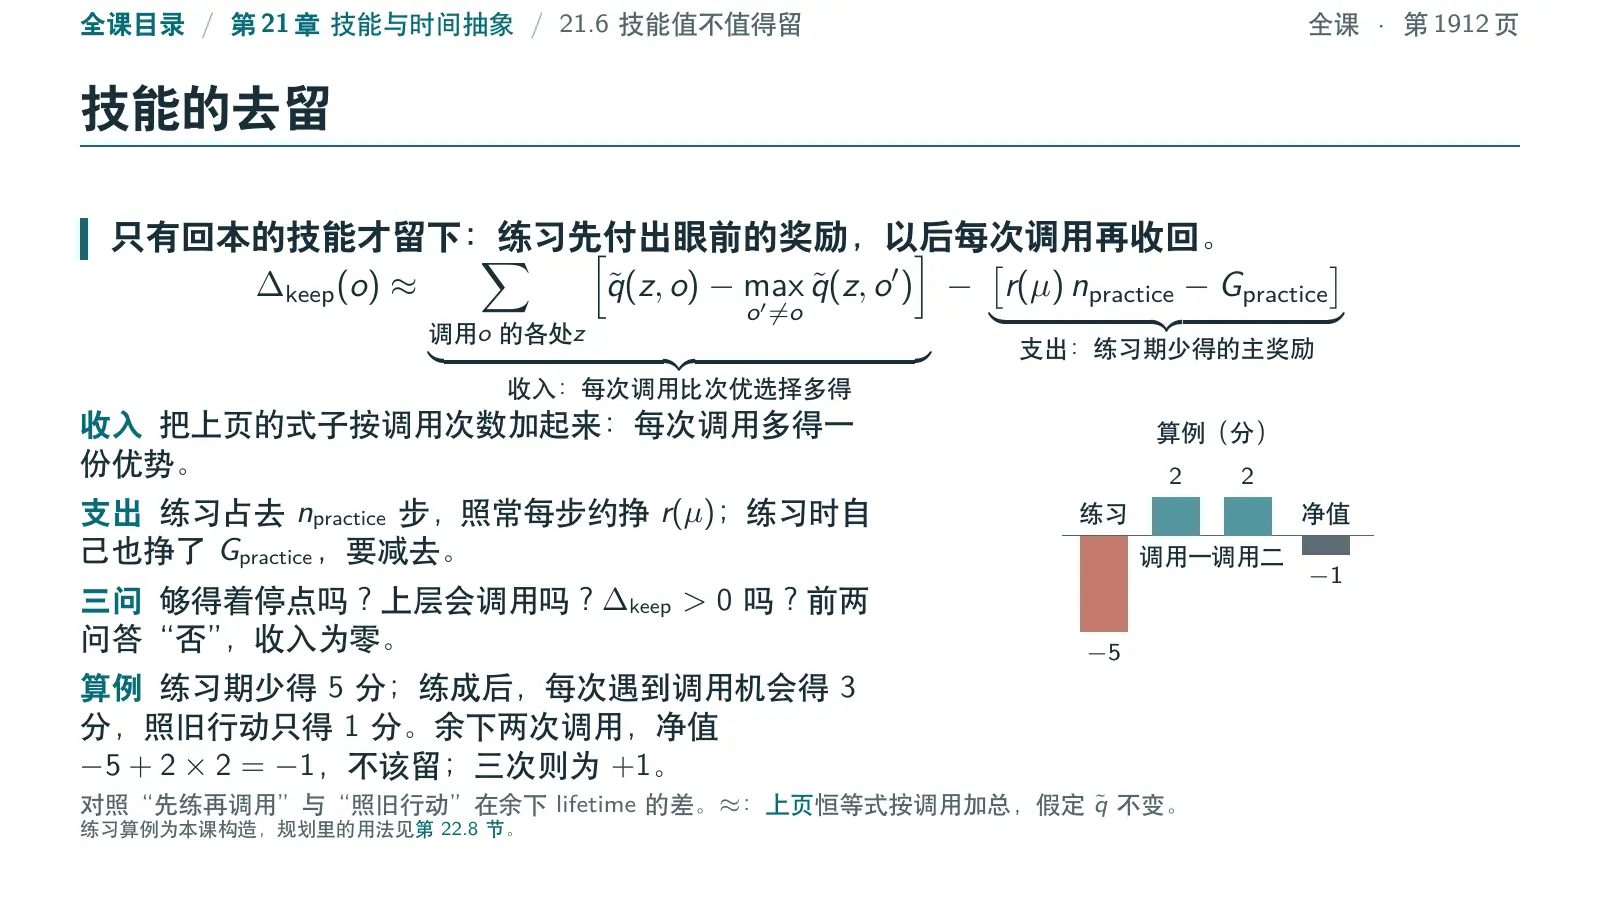 全课目录 / 第 21 章 技能与时间抽象 / 21.6 技能值不值得留
全课 · 第 1912 页
技能的去留
只有回本的技能才留下：练习先付出眼前的奖励，以后每次调用再收回。
Δ_keep(o) ≈ ∑_{调用o 的各处z} [q̃(z, o) − max_{o′≠o} q̃(z, o′)] − [r(μ) n_practice − G_practice]
支出：练习期少得的主奖励
收入：每次调用比次优选择多得
收入 把上页的式子按调用次数加起来：每次调用多得一
份优势。
支出 练习占去 n_practice 步，照常每步约挣 r(μ)；练习时自
己也挣了 G_practice，要减去。
三问 够得着停点吗？上层会调用吗？Δ_keep > 0 吗？前两
问答“否”，收入为零。
算例 练习期少得 5 分；练成后，每次遇到调用机会得 3
分，照旧行动只得 1 分。余下两次调用，净值
−5 + 2 × 2 = −1，不该留；三次则为 +1。
算例（分）
2 2
练习 净值
调用一 调用二
−1
−5
对照“先练再调用”与“照旧行动”在余下 lifetime 的差。≈：上页恒等式按调用加总，假定 q̃ 不变。
练习算例为本课构造，规划里的用法见第 22.8 节。